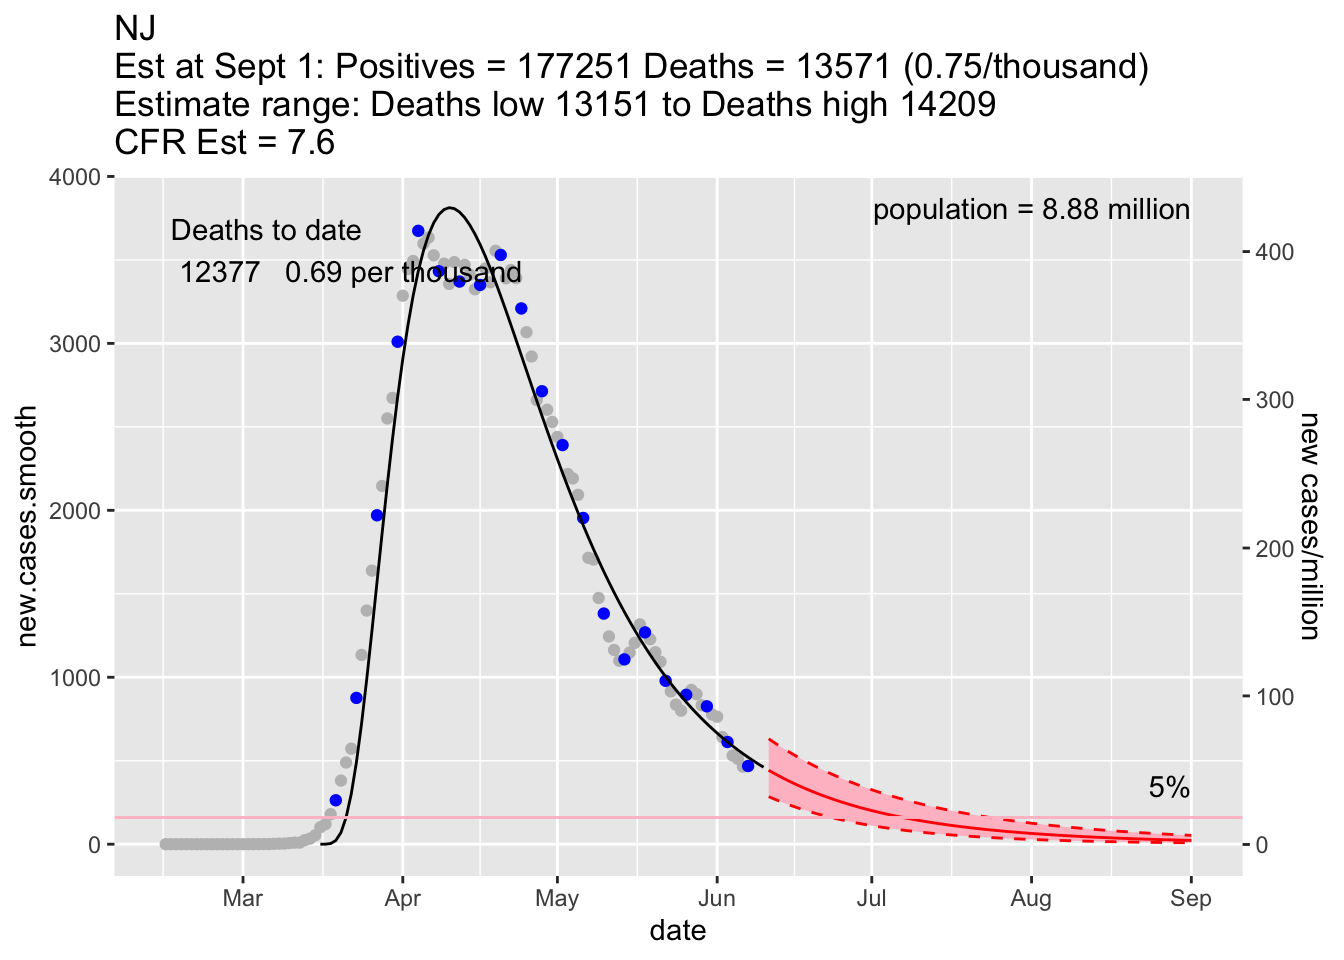 NJ
Est at Sept 1: Positives = 177251 Deaths = 13571 (0.75/thousand)
Estimate range: Deaths low 13151 to Deaths high 14209
CFR Est = 7.6
4000
3000
2000
1000
0
new.cases.smooth
Deaths to date
12377 0.69 per thousand
population = 8.88 million
5%
400
300
200
100
0
new cases/million
Mar Apr May Jun Jul Aug Sep
date